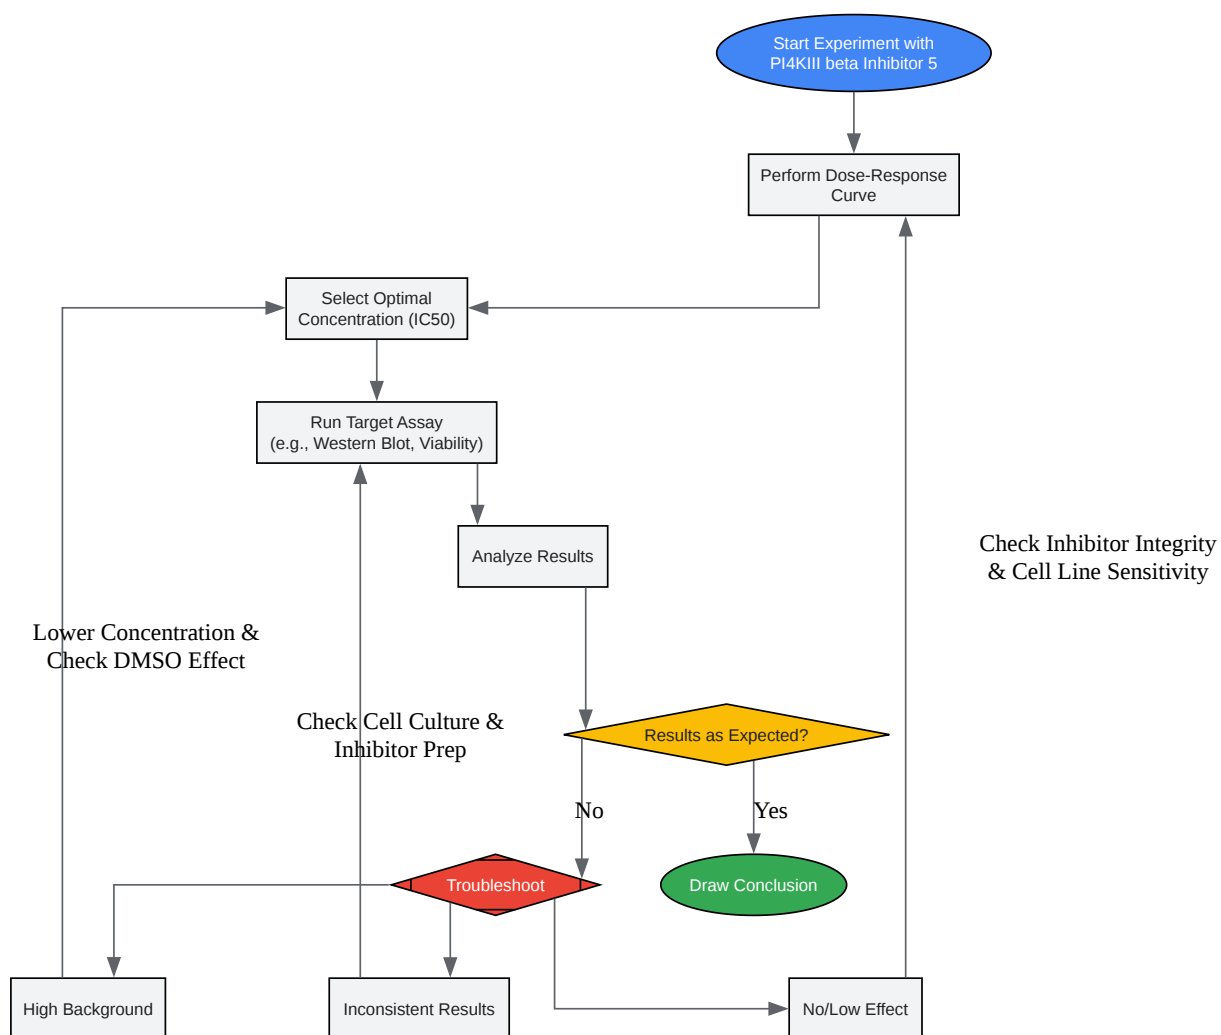 Start Experiment with
PI4KIII beta Inhibitor 5
Perform Dose-Response
Curve
Select Optimal
Concentration (IC50)
Run Target Assay
(e.g., Western Blot, Viability)
Analyze Results
Check Inhibitor Integrity
& Cell Line Sensitivity
Lower Concentration &
Check DMSO Effect
Check Cell Culture &
Inhibitor Prep
Results as Expected?
No
Yes
Troubleshoot
Draw Conclusion
High Background
Inconsistent Results
No/Low Effect